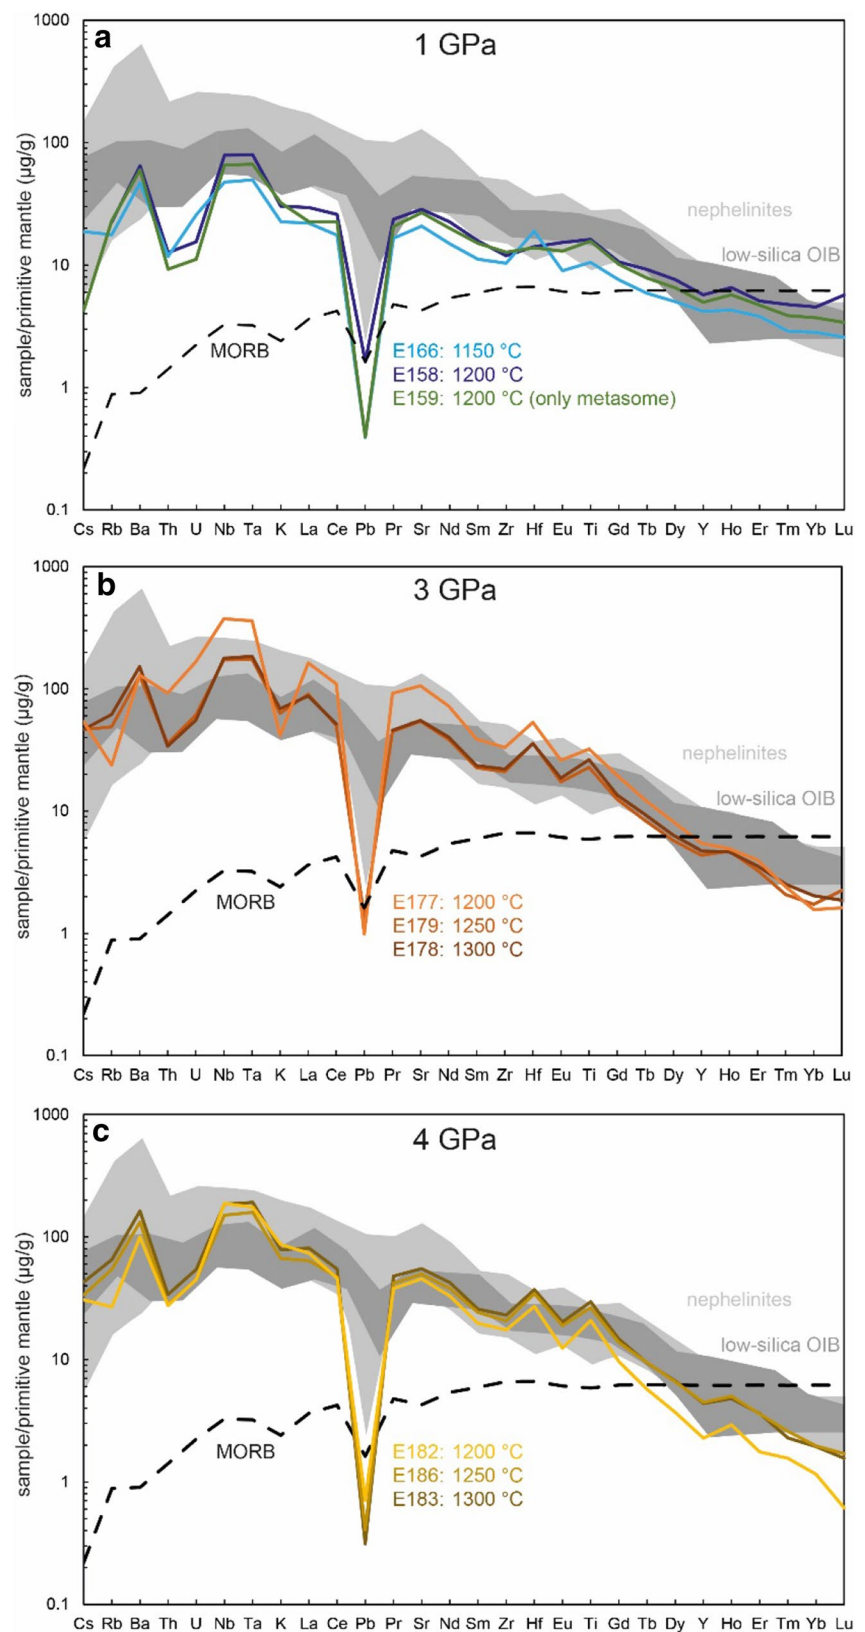 a
1 GPa
1000
100
10
1
0.1
sample/primitive mantle (µg/g)
nephelinites
low-silica OIB
MORB
E166: 1150 °C
E158: 1200 °C
E159: 1200 °C (only metasome)
Cs Rb Ba Th U Nb Ta K La Ce Pb Pr Sr Nd Sm Zr Hf Eu Ti Gd Tb Dy Y Ho Er Tm Yb Lu
b
3 GPa
1000
100
10
1
0.1
sample/primitive mantle (µg/g)
nephelinites
low-silica OIB
MORB
E177: 1200 °C
E179: 1250 °C
E178: 1300 °C
Cs Rb Ba Th U Nb Ta K La Ce Pb Pr Sr Nd Sm Zr Hf Eu Ti Gd Tb Dy Y Ho Er Tm Yb Lu
c
4 GPa
1000
100
10
1
0.1
sample/primitive mantle (µg/g)
nephelinites
low-silica OIB
MORB
E182: 1200 °C
E186: 1250 °C
E183: 1300 °C
Cs Rb Ba Th U Nb Ta K La Ce Pb Pr Sr Nd Sm Zr Hf Eu Ti Gd Tb Dy Y Ho Er Tm Yb Lu